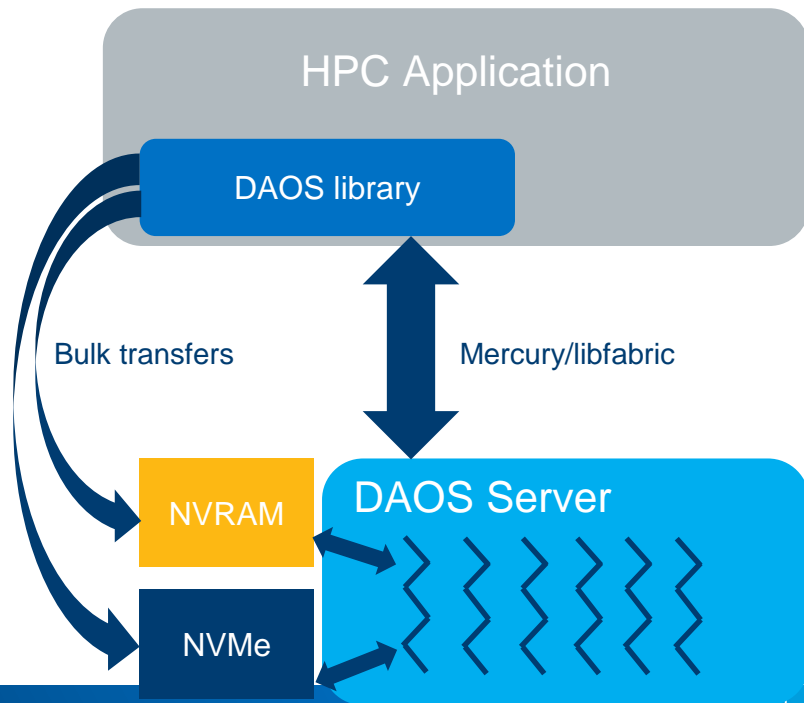 HPC Application
DAOS library
Bulk transfers
Mercury/libfabric
NVRAM
DAOS Server
NVMe